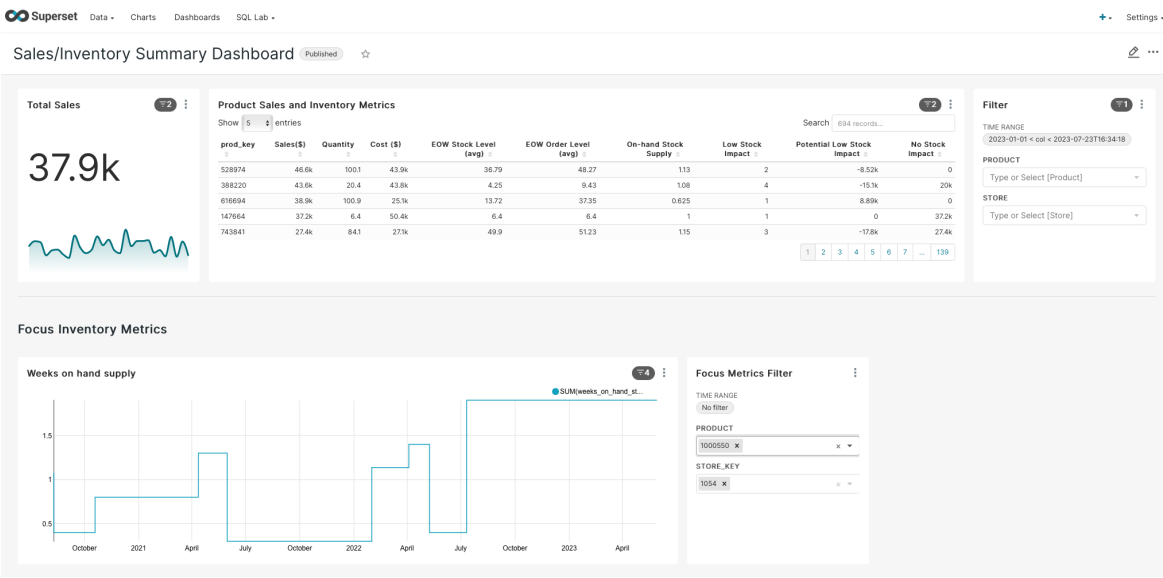 Superset Data Charts Dashboards SQL Lab + Settings
Sales/Inventory Summary Dashboard Published
Total Sales 2
37.9k
Product Sales and Inventory Metrics 2
Show 5 entries Search 694 records...
prod_key Sales($) Quantity Cost ($) EOW Stock Level (avg) EOW Order Level (avg) On-hand Stock Supply Low Stock Impact Potential Low Stock Impact No Stock Impact
528974 46.6k 100.1 43.9k 36.79 48.27 1.13 2 -8.52k 0
388220 43.6k 20.4 43.8k 4.25 9.43 1.08 4 -15.1k 20k
616694 38.9k 100.9 25.1k 13.72 37.35 0.625 1 8.89k 0
147664 37.2k 6.4 50.4k 6.4 6.4 1 1 0 37.2k
743841 27.4k 84.1 27.1k 49.9 51.23 1.15 3 -17.8k 27.4k
1 2 3 4 5 6 7 ... 139
Filter 1
TIME RANGE
2023-01-01 < col < 2023-07-23T16:34:18
PRODUCT
Type or Select [Product]
STORE
Type or Select [Store]
Focus Inventory Metrics
Weeks on hand supply 4
SUM(weeks_on_hand_st...
1.5
1
0.5
October 2021 April July October 2022 April July October 2023 April
Focus Metrics Filter
TIME RANGE
No filter
PRODUCT
1000550 ×
STORE_KEY
1054 ×